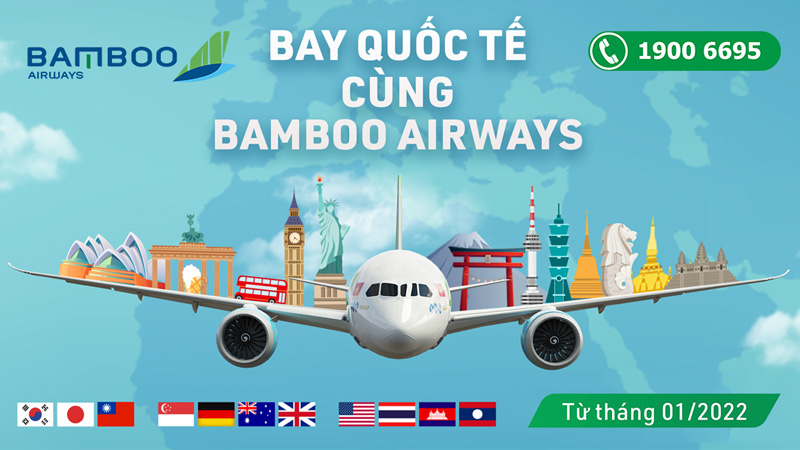 BAMBOO
AIRWAYS
BAY QUỐC TẾ
CÙNG
BAMBOO AIRWAYS
1900 6695
Từ tháng 01/2022